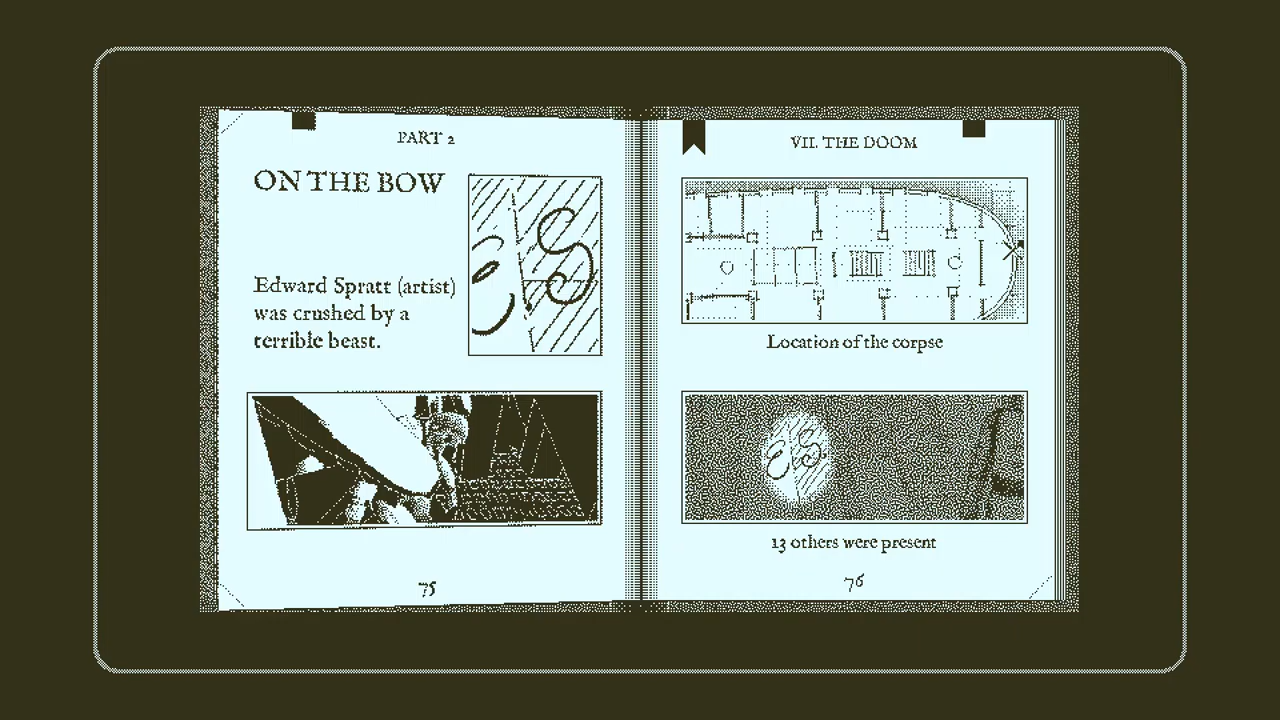 PART 2
ON THE BOW
E S
Edward Spratt (artist)
was crushed by a
terrible beast.
75
VII. THE DOOM
Location of the corpse
E S
13 others were present
76